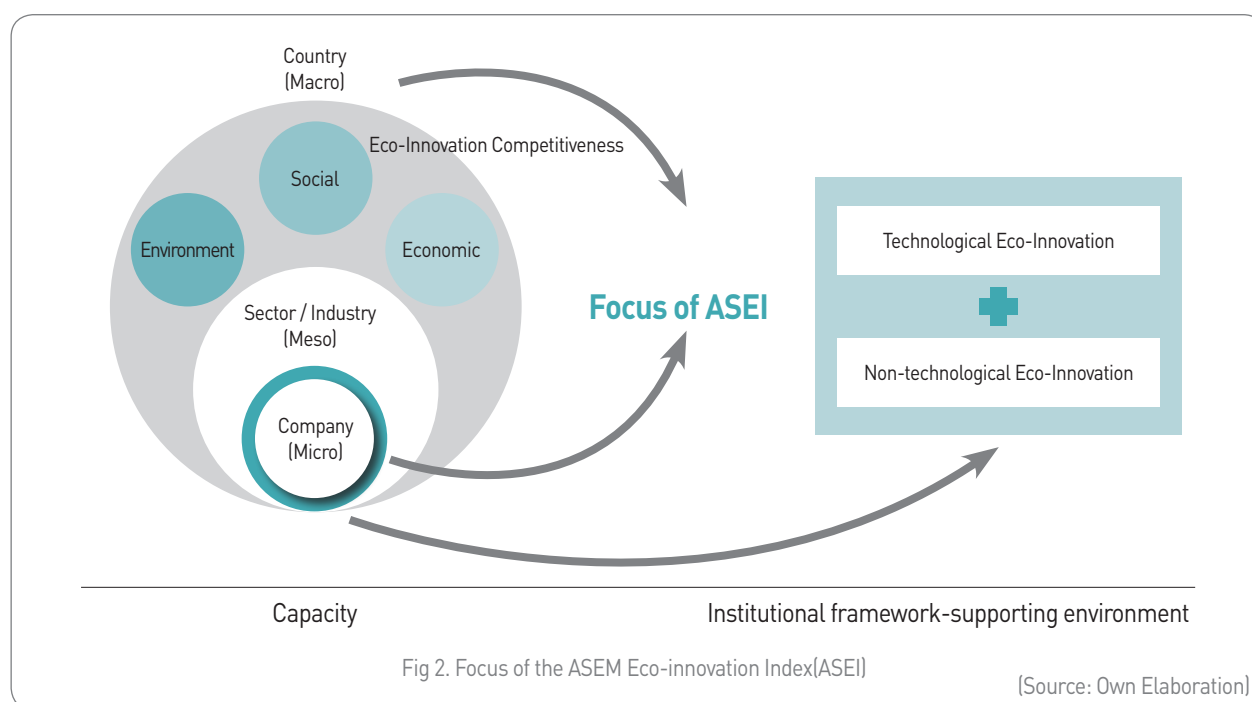 Country
(Macro)
Eco-Innovation Competitiveness
Social
Environment
Economic
Technological Eco-Innovation
Focus of ASEI
Sector / Industry
(Meso)
Non-technological Eco-Innovation
Company
(Micro)
Capacity
Institutional framework-supporting environment
Fig 2. Focus of the ASEM Eco-innovation Index(ASEI)
(Source: Own Elaboration)